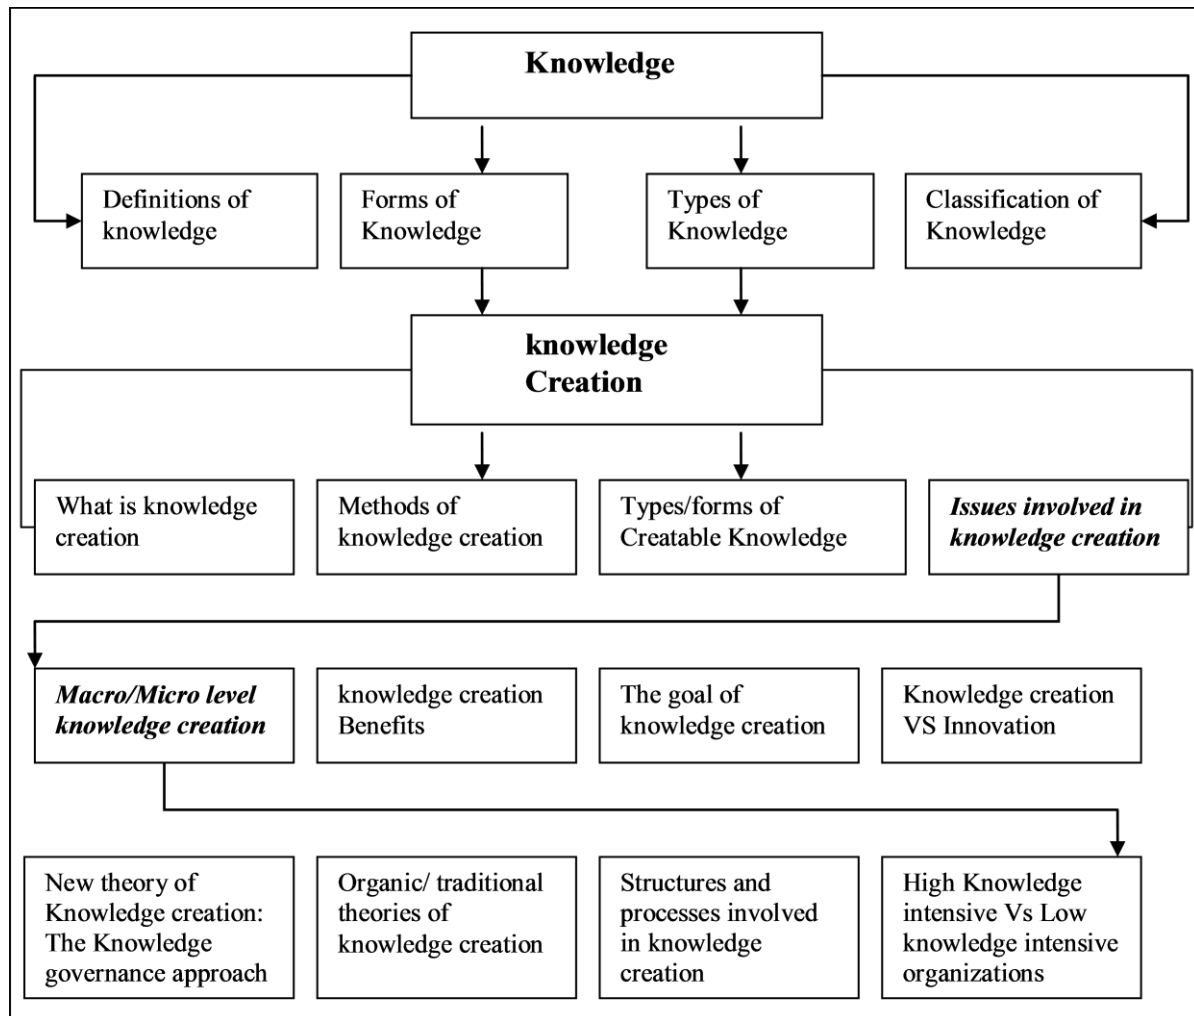 Knowledge
Definitions of
knowledge
Forms of
Knowledge
Types of
Knowledge
Classification of
Knowledge
knowledge
Creation
What is knowledge
creation
Methods of
knowledge creation
Types/forms of
Creatable Knowledge
Issues involved in
knowledge creation
Macro/Micro level
knowledge creation
knowledge creation
Benefits
The goal of
knowledge creation
Knowledge creation
VS Innovation
New theory of
Knowledge creation:
The Knowledge
governance approach
Organic/ traditional
theories of
knowledge creation
Structures and
processes involved
in knowledge
creation
High Knowledge
intensive Vs Low
knowledge intensive
organizations